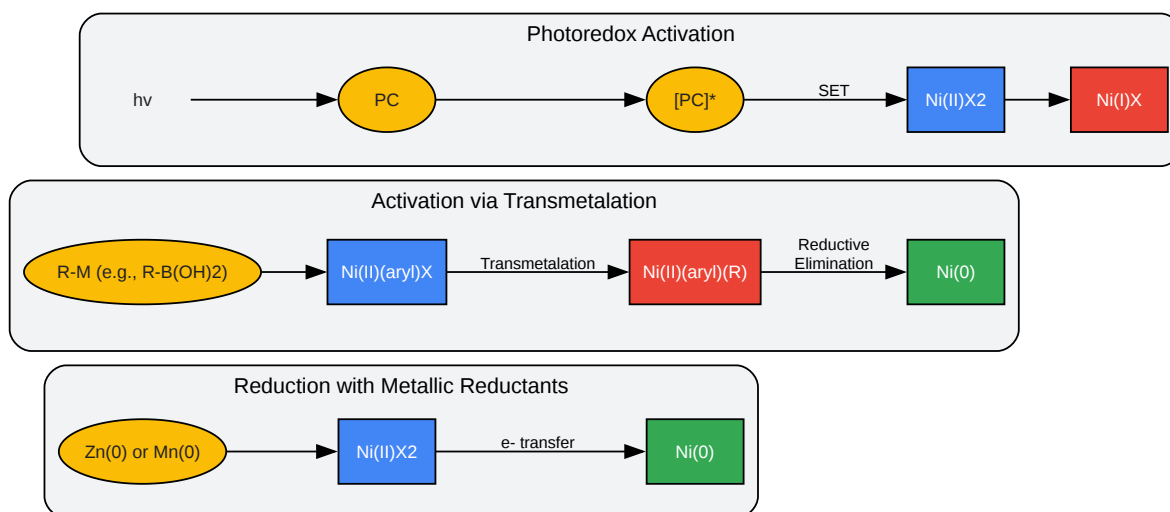 Photoredox Activation
hv
PC
[PC]*
SET
Ni(II)X2
Ni(I)X
Activation via Transmetalation
R-M (e.g., R-B(OH)2)
Ni(II)(aryl)X
Transmetalation
Ni(II)(aryl)(R)
Reductive
Elimination
Ni(0)
Reduction with Metallic Reductants
Zn(0) or Mn(0)
Ni(II)X2
e- transfer
Ni(0)